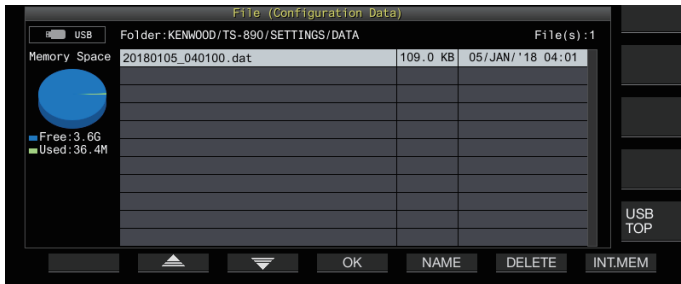 File (Configuration Data)
USB Folder:KENWOOD/TS-890/SETTINGS/DATA File(s):1
Memory Space 20180105_040100.dat 109.0 KB 05/JAN/'18 04:01
Free:3.6G
Used:36.4M
USB
TOP
OK NAME DELETE INT.MEM